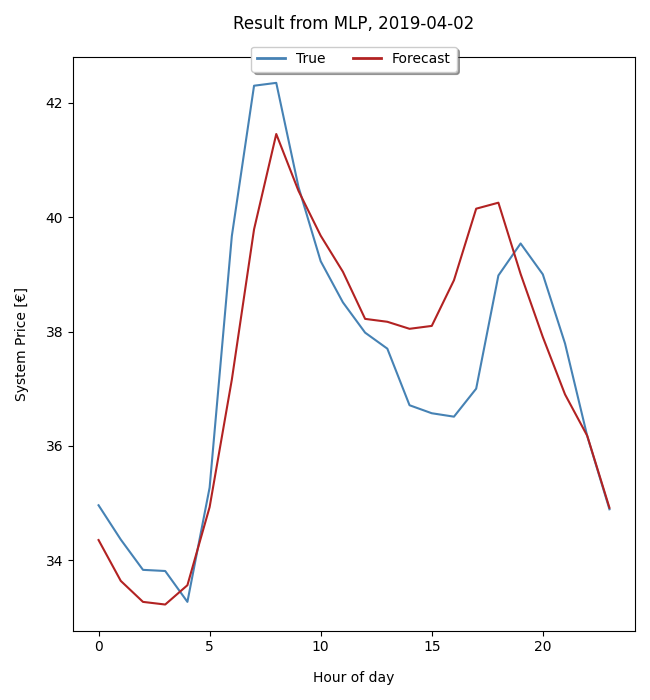 Result from MLP, 2019-04-02
True Forecast
42
40
38
36
34
System Price [€]
0 5 10 15 20
Hour of day